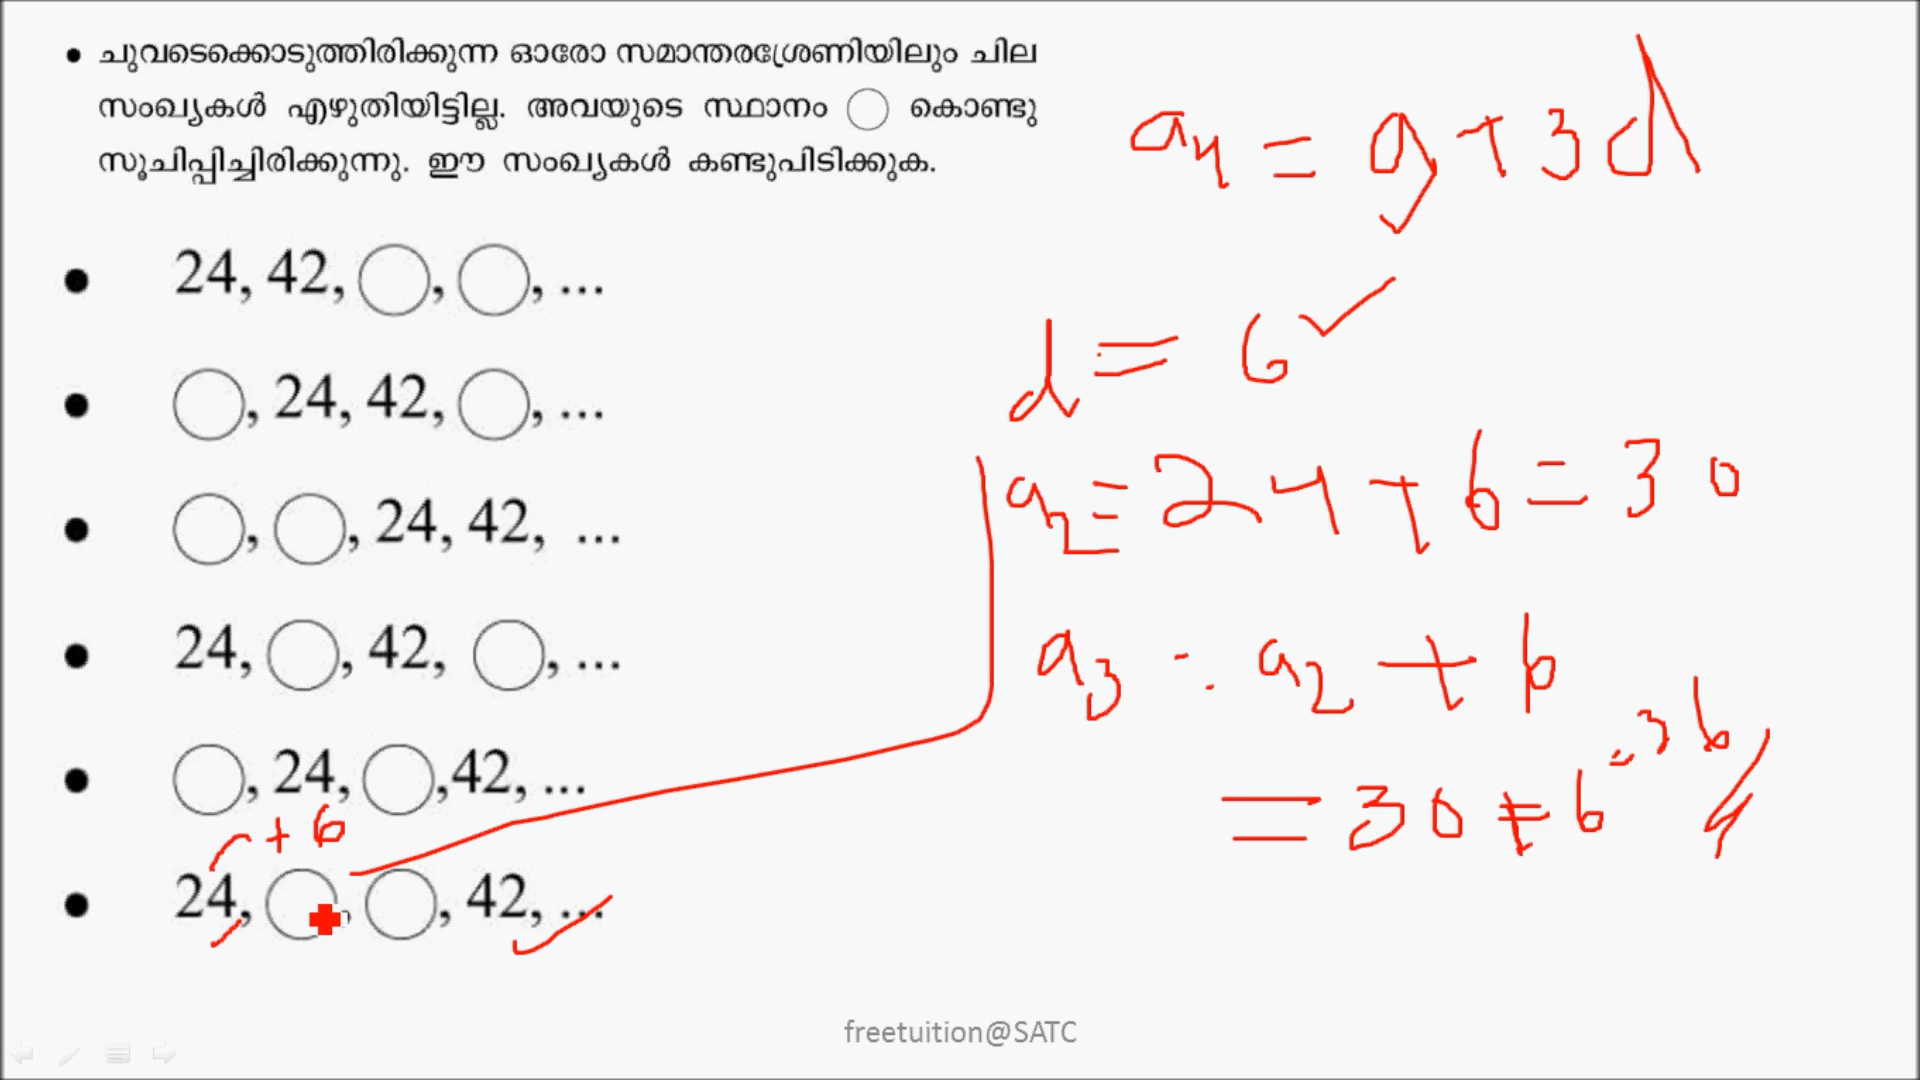 • ചുവടെക്കൊടുത്തിരിക്കുന്ന ഓരോ സമാന്തരശ്രേണിയിലും ചില
സംഖ്യകൾ എഴുതിയിട്ടില്ല. അവയുടെ സ്ഥാനം ◯ കൊണ്ടു
സൂചിപ്പിച്ചിരിക്കുന്നു. ഈ സംഖ്യകൾ കണ്ടുപിടിക്കുക.
• 24, 42, ◯, ◯, ...
• ◯, 24, 42, ◯, ...
• ◯, ◯, 24, 42, ...
• 24, ◯, 42, ◯, ...
• ◯, 24, ◯, 42, ...
+ 6
• 24, ◯, ◯, 42, ...
a4 = a + 3d
d = 6
a2 = 24 + 6 = 30
a3 = a2 + 6
= 30 + 6 = 36
freetuition@SATC